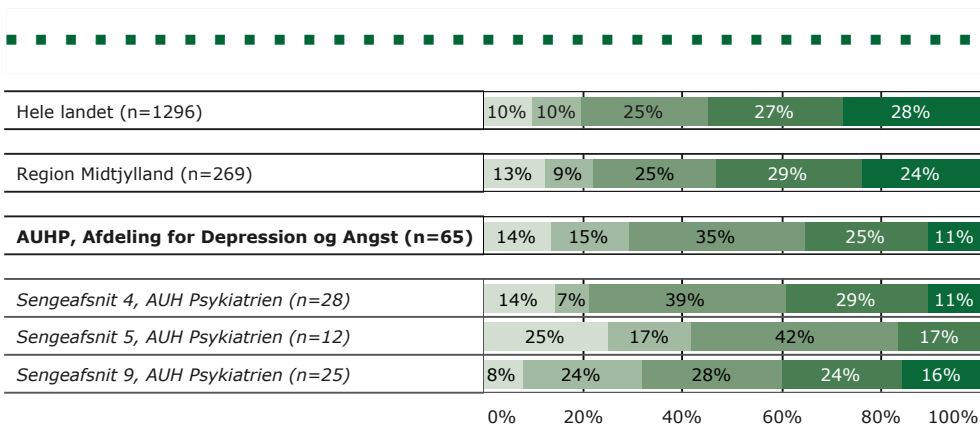 Hele landet (n=1296) 10% 10% 25% 27% 28%
Region Midtjylland (n=269) 13% 9% 25% 29% 24%
AUHP, Afdeling for Depression og Angst (n=65) 14% 15% 35% 25% 11%
Sengeafsnit 4, AUH Psykiatrien (n=28) 14% 7% 39% 29% 11%
Sengeafsnit 5, AUH Psykiatrien (n=12) 25% 17% 42% 17%
Sengeafsnit 9, AUH Psykiatrien (n=25) 8% 24% 28% 24% 16%
0% 20% 40% 60% 80% 100%